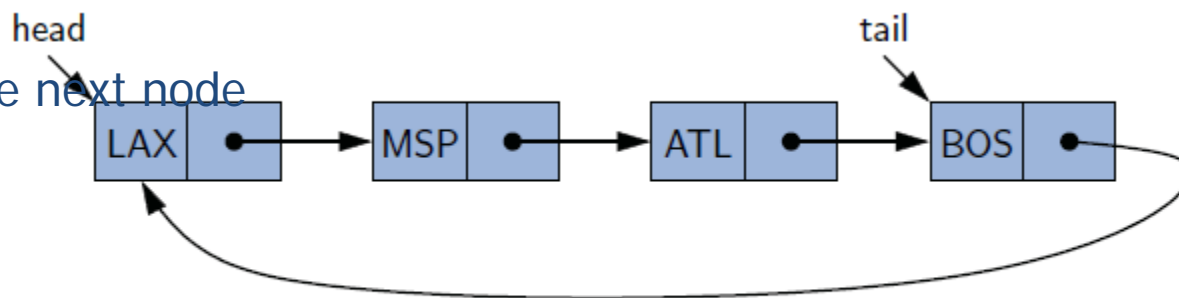 head
tail
e next node
LAX
MSP
ATL
BOS